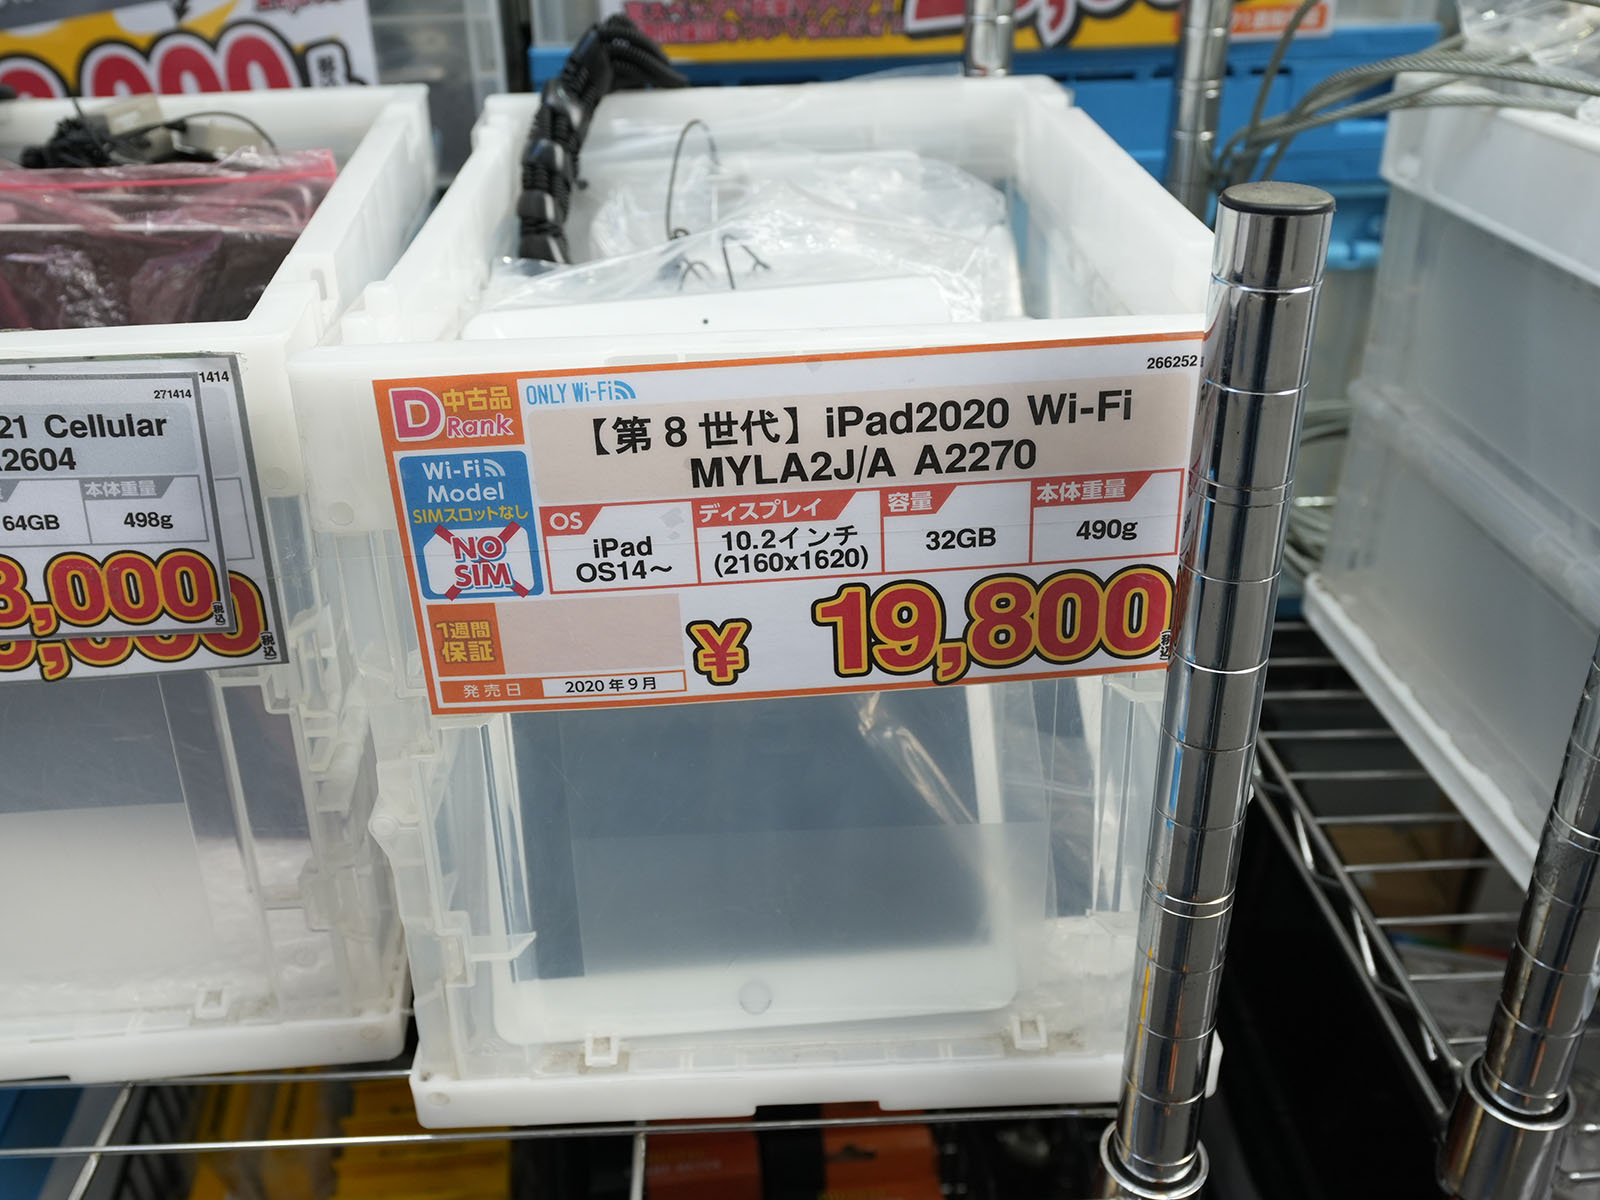 271414
1414
21 Cellular
A2604
本体重量
64GB
498g
8,000
(税込)
(税込)
266252
D 中古品
Rank
ONLY Wi-Fi
【第8世代】iPad2020 Wi-Fi
MYLA2J/A A2270
Wi-Fi
Model
SIMスロットなし
NO
SIM
OS
iPad
OS14～
ディスプレイ
10.2インチ
(2160x1620)
容量
32GB
本体重量
490g
1週間
保証
¥ 19,800
(税込)
発売日
2020年9月